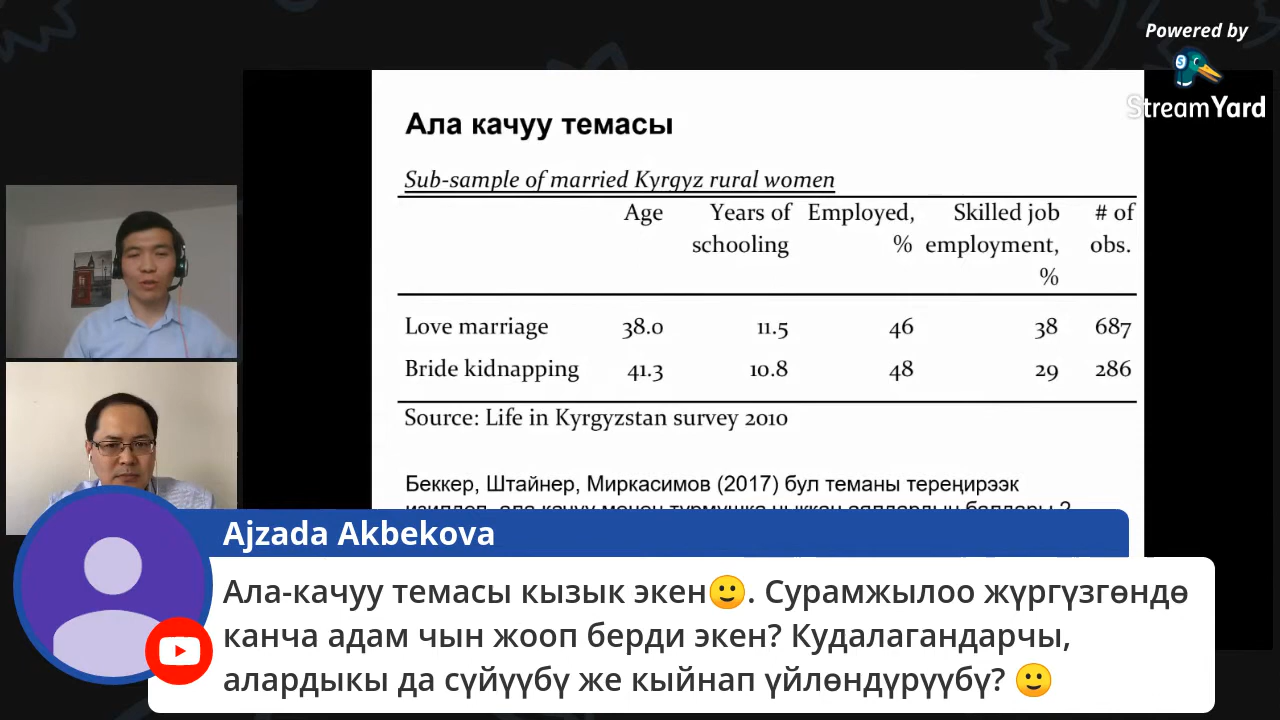 Powered by
StreamYard
Ала качуу темасы
Sub-sample of married Kyrgyz rural women
Age Years of schooling Employed, % Skilled job employment, % # of obs.
Love marriage 38.0 11.5 46 38 687
Bride kidnapping 41.3 10.8 48 29 286
Source: Life in Kyrgyzstan survey 2010
Беккер, Штайнер, Миркасимов (2017) бул теманы тереңирээк
Ajzada Akbekova
Ала-качуу темасы кызык экен🙂. Сурамжылоо жүргүзгөндө
канча адам чын жооп берди экен? Кудалагандарчы,
алардыкы да сүйүүбү же кыйнап үйлөндүрүүбү? 🙂